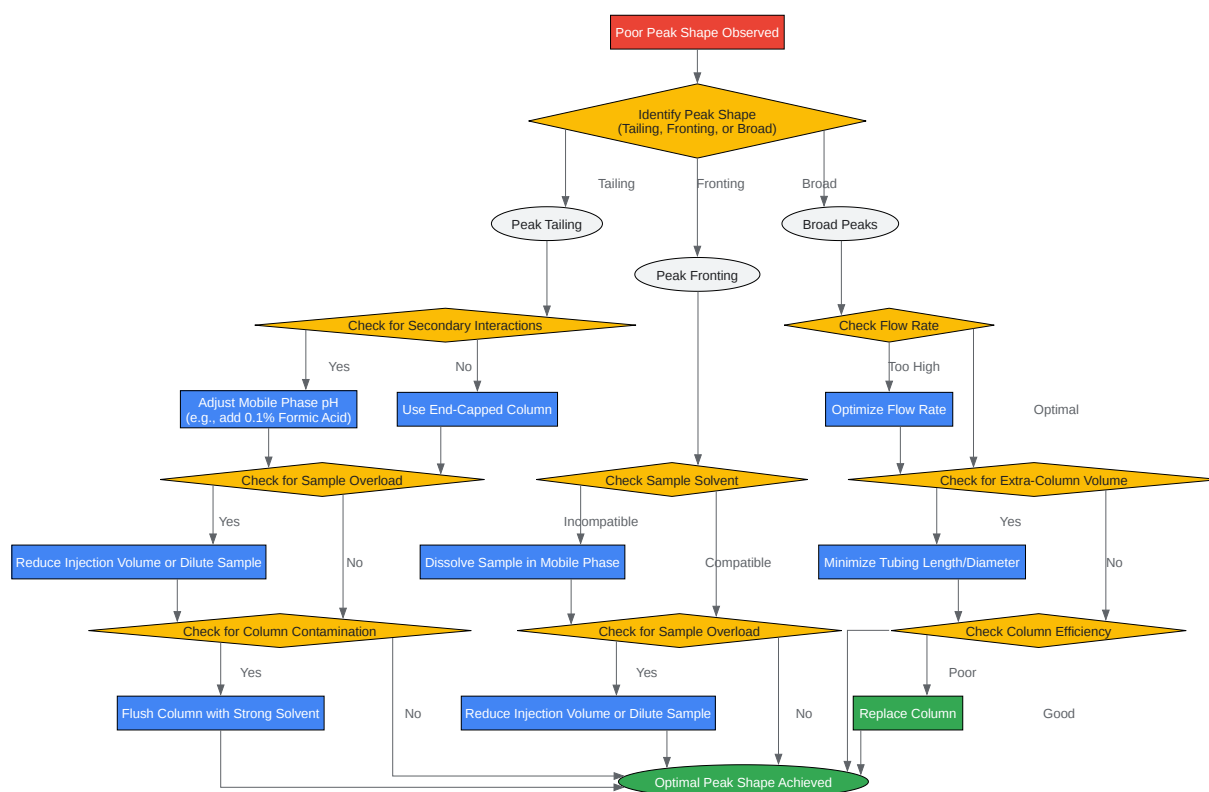 Poor Peak Shape Observed
Identify Peak Shape
(Tailing, Fronting, or Broad)
Tailing
Fronting
Broad
Peak Tailing
Broad Peaks
Peak Fronting
Check for Secondary Interactions
Check Flow Rate
Yes
No
Too High
Adjust Mobile Phase pH
(e.g., add 0.1% Formic Acid)
Use End-Capped Column
Optimize Flow Rate
Optimal
Check for Sample Overload
Check Sample Solvent
Check for Extra-Column Volume
Yes
Incompatible
Yes
Reduce Injection Volume or Dilute Sample
No
Dissolve Sample in Mobile Phase
Compatible
Minimize Tubing Length/Diameter
No
Check for Column Contamination
Check for Sample Overload
Check Column Efficiency
Yes
Yes
Poor
Flush Column with Strong Solvent
No
Reduce Injection Volume or Dilute Sample
No
Replace Column
Good
Optimal Peak Shape Achieved